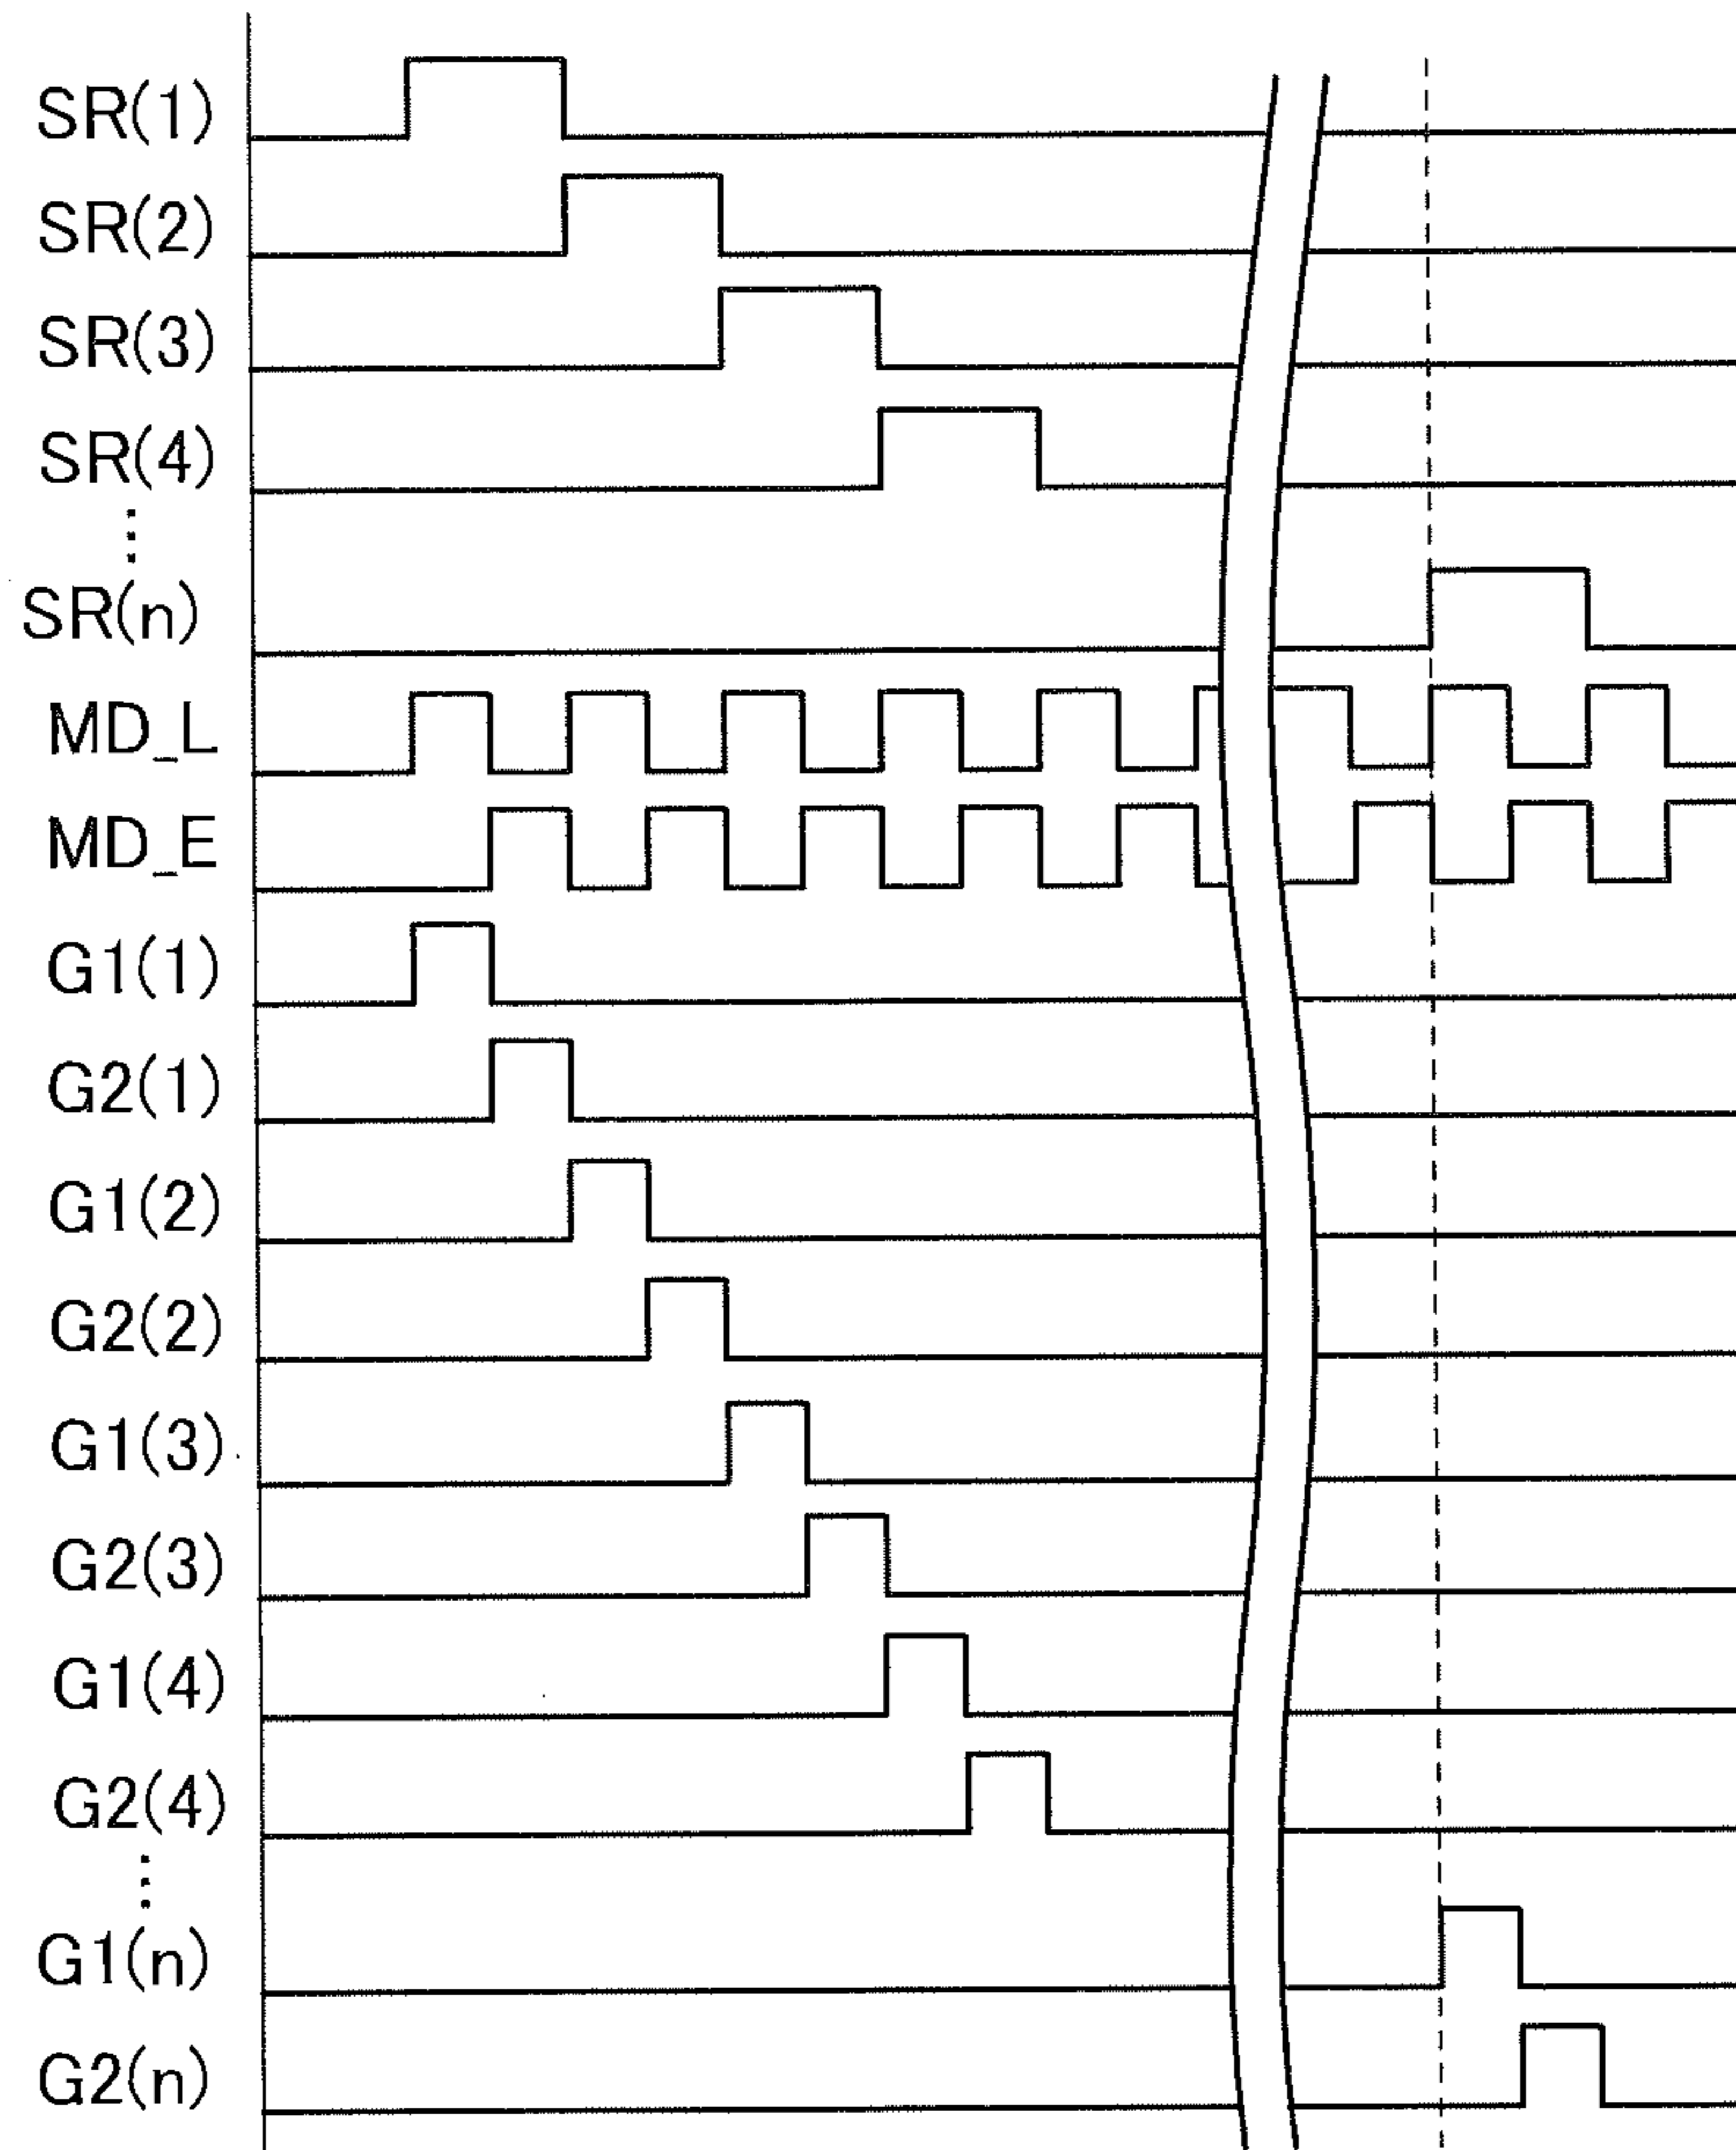 SR(1)
SR(2)
SR(3)
SR(4)
⋮
SR(n)
MD_L
MD_E
G1(1)
G2(1)
G1(2)
G2(2)
G1(3)
G2(3)
G1(4)
G2(4)
⋮
G1(n)
G2(n)